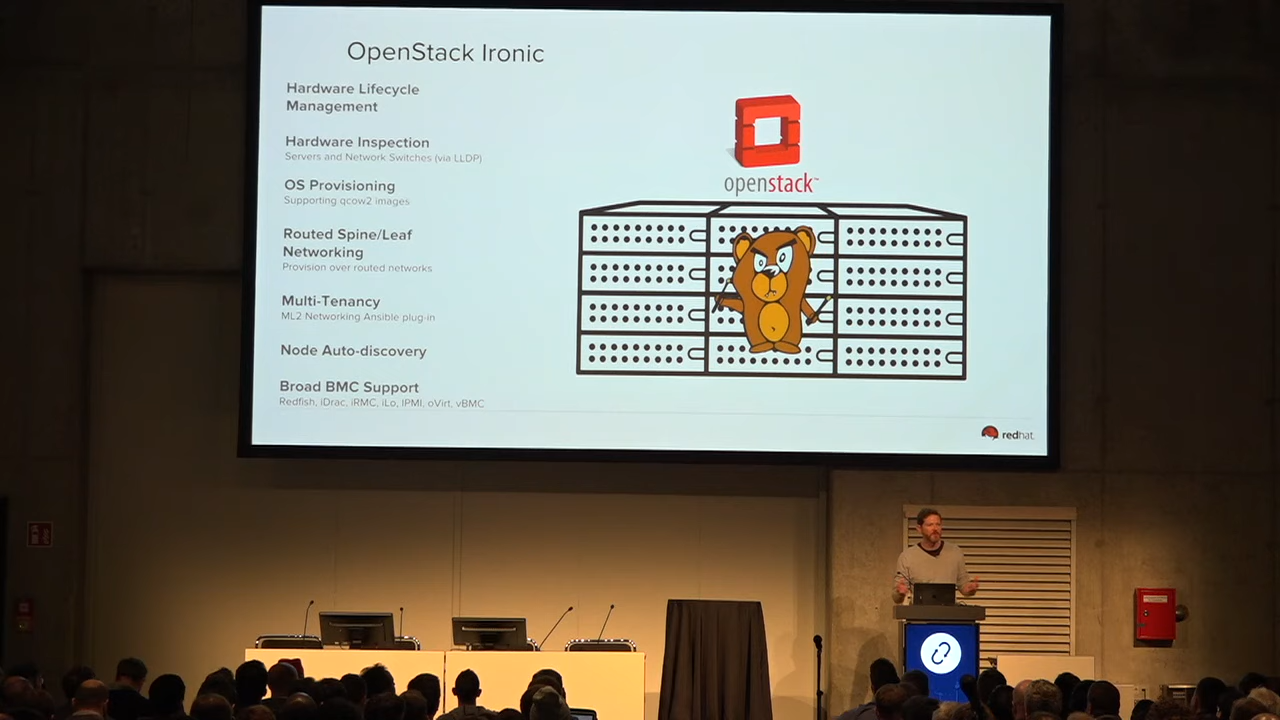 OpenStack Ironic
Hardware Lifecycle
Management
Hardware Inspection
Servers and Network Switches (via LLDP)
OS Provisioning
Supporting qcow2 images
Routed Spine/Leaf
Networking
Provision over routed networks
Multi-Tenancy
ML2 Networking Ansible plug-in
Node Auto-discovery
Broad BMC Support
Redfish, iDrac, iRMC, iLo, IPMI, oVirt, vBMC
openstack™
redhat.